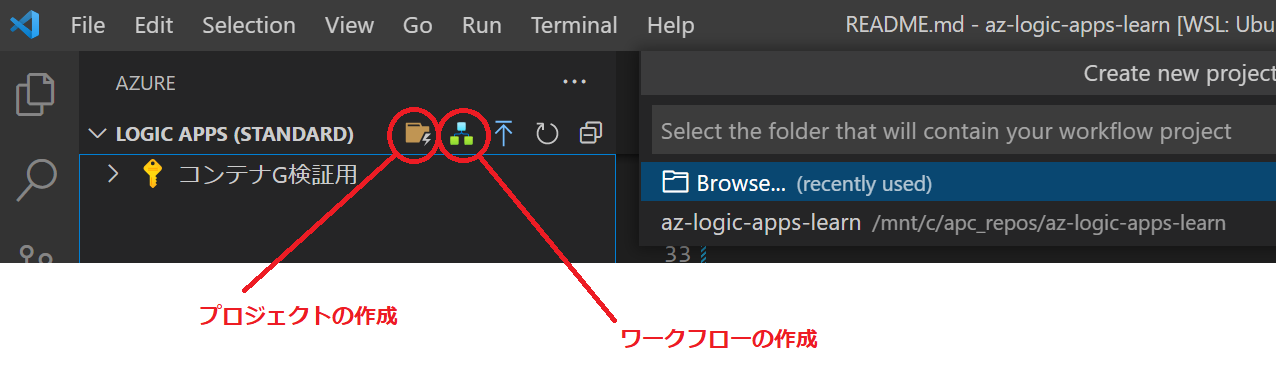 File Edit Selection View Go Run Terminal Help README.md - az-logic-apps-learn [WSL: Ubu
AZURE
LOGIC APPS (STANDARD)
コンテナG検証用
Create new project
Select the folder that will contain your workflow project
Browse... (recently used)
az-logic-apps-learn /mnt/c/apc_repos/az-logic-apps-learn
33
プロジェクトの作成
ワークフローの作成